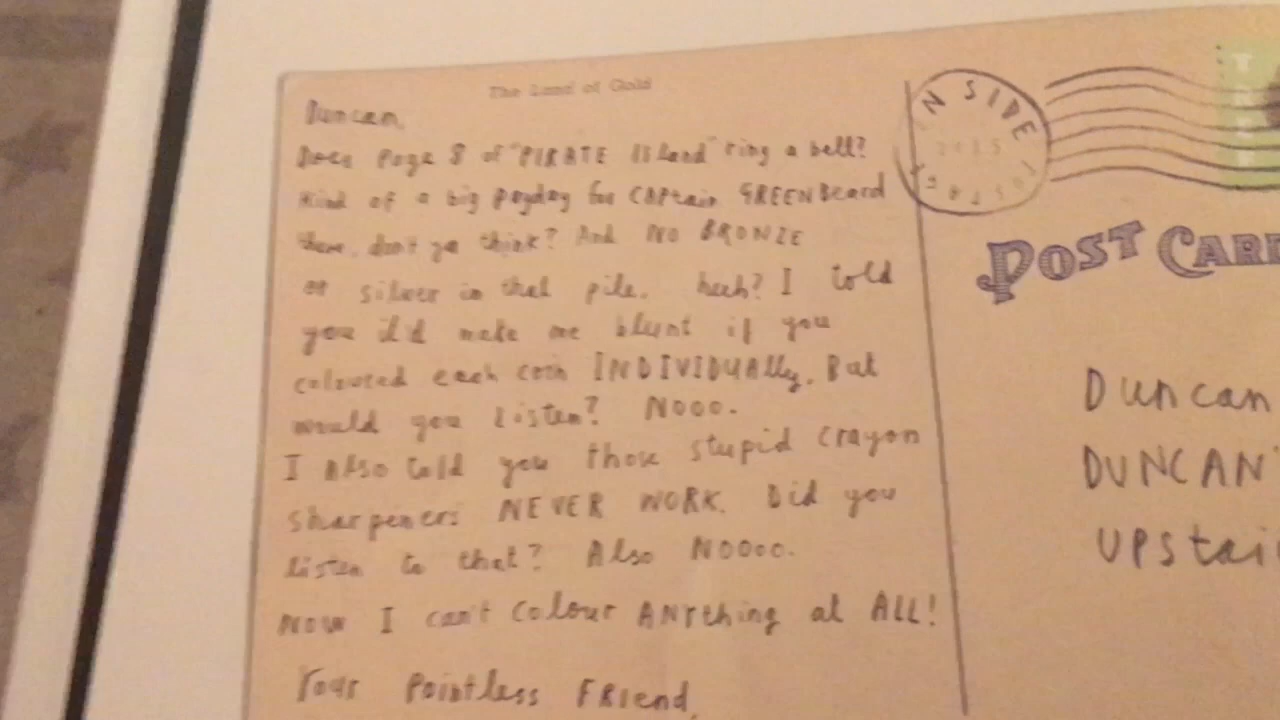 The Land of Gold
Duncan,
Does Page 8 of "PIRATE ISland" ring a bell?
Kind of a big payday for CAPtain GREENBeard
there, don't ya think? And NO BRONZE
or silver in that pile, huh? I told
you it'd make me blunt if you
coloured each coin INDIVIDUAlly. But
would you listen? Nooo.
I Also told you those stupid crayon
sharpeners NEVER WORK. Did you
listen to that? Also NOOoo.
Now I can't Colour ANYthing at ALL!
Your Pointless FRIend,
INSIDE
POST CAR
Duncan
DUNCAN'
UPStai